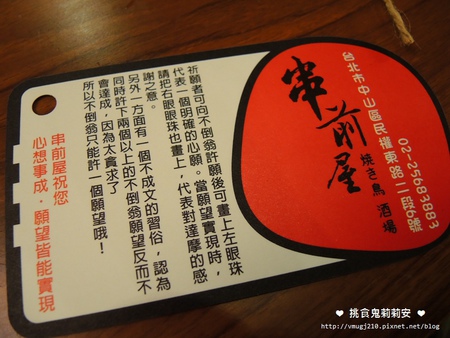 台北市中山區民權東路一二段6號
02-25683883
串前屋
焼き鳥 酒場
祈願者可向不倒翁許願後可畫上左眼珠
代表一個明確的心願。當願望實現時，
請把右眼眼珠也畫上，代表對達摩的感
謝之意。
另外一方面有一個不成文的習俗，認為
同時許下兩個以上的不倒翁願望反而不
會達成，因為太貪求了
所以不倒翁只能許一個願望哦！
串前屋祝您
心想事成．願望皆能實現
❤ 挑食鬼莉莉安 ❤
http://vmugj210.pixnet.net/blog